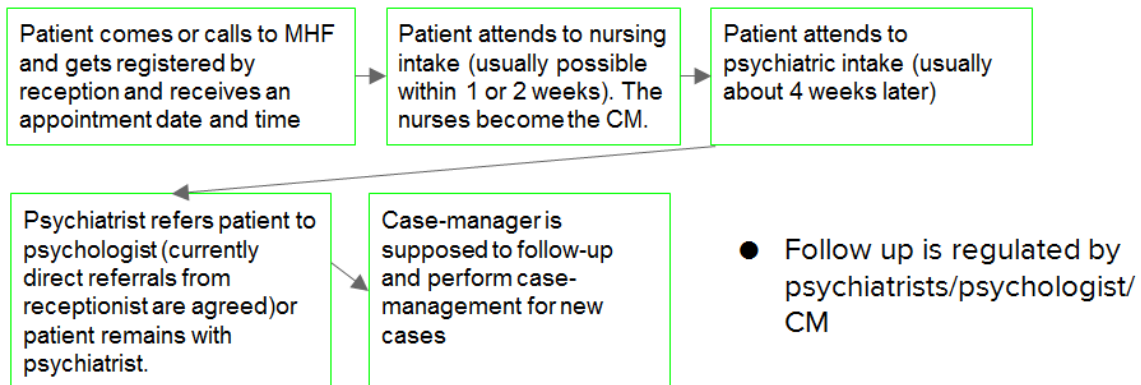 Patient comes or calls to MHF
and gets registered by
reception and receives an
appointment date and time
Patient attends to nursing
intake (usually possible
within 1 or 2 weeks). The
nurses become the CM.
Patient attends to
psychiatric intake (usually
about 4 weeks later)
Psychiatrist refers patient to
psychologist (currently
direct referrals from
receptionist are agreed)or
patient remains with
psychiatrist.
Case-manager is
supposed to follow-up
and perform case-
management for new
cases
● Follow up is regulated by
psychiatrists/psychologist/
CM